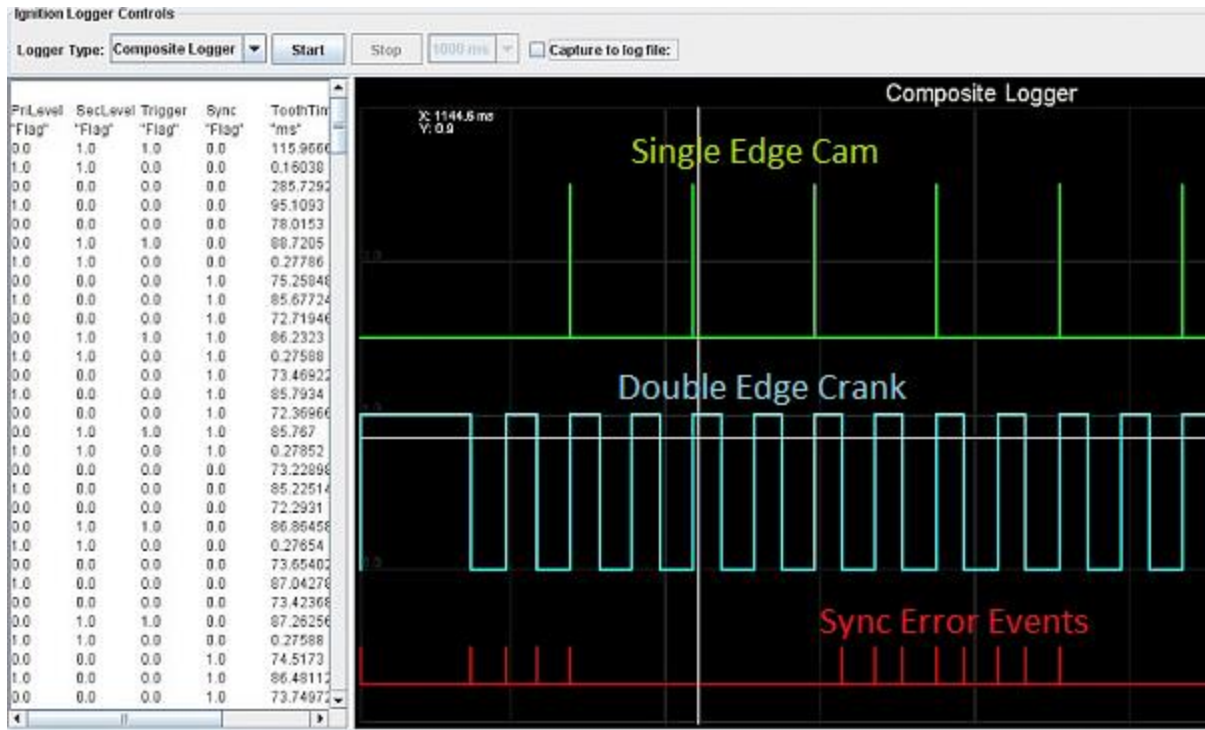 Ignition Logger Controls
Logger Type: Composite Logger Start Stop 1000 ms Capture to log file:
PriLevel SecLevel Trigger Sync ToothTim
"Flag" "Flag" "Flag" "Flag" "ms"
0.0 1.0 1.0 0.0 115.9666
1.0 1.0 0.0 0.0 0.16038
0.0 0.0 0.0 0.0 285.7292
1.0 0.0 0.0 0.0 95.1093
0.0 0.0 0.0 0.0 78.0153
0.0 1.0 1.0 0.0 88.7205
1.0 1.0 0.0 0.0 0.27786
0.0 0.0 0.0 1.0 75.25848
1.0 0.0 0.0 1.0 85.67724
0.0 0.0 0.0 1.0 72.71946
0.0 1.0 1.0 1.0 86.2323
1.0 1.0 0.0 1.0 0.27588
0.0 0.0 0.0 1.0 73.46922
1.0 0.0 0.0 1.0 85.7934
0.0 0.0 0.0 1.0 72.36966
0.0 1.0 1.0 1.0 85.767
1.0 1.0 0.0 1.0 0.27852
0.0 0.0 0.0 0.0 73.22898
1.0 0.0 0.0 0.0 85.22514
0.0 0.0 0.0 0.0 72.2931
0.0 1.0 1.0 0.0 86.86458
1.0 1.0 0.0 0.0 0.27654
0.0 0.0 0.0 0.0 73.65402
1.0 0.0 0.0 0.0 87.04278
0.0 0.0 0.0 0.0 73.42368
0.0 1.0 1.0 0.0 87.26256
1.0 1.0 0.0 0.0 0.27588
0.0 0.0 0.0 1.0 74.5173
1.0 0.0 0.0 1.0 86.48112
0.0 0.0 0.0 1.0 73.74972
Composite Logger
X: 1144.6 ms
Y: 0.9
Single Edge Cam
Double Edge Crank
Sync Error Events